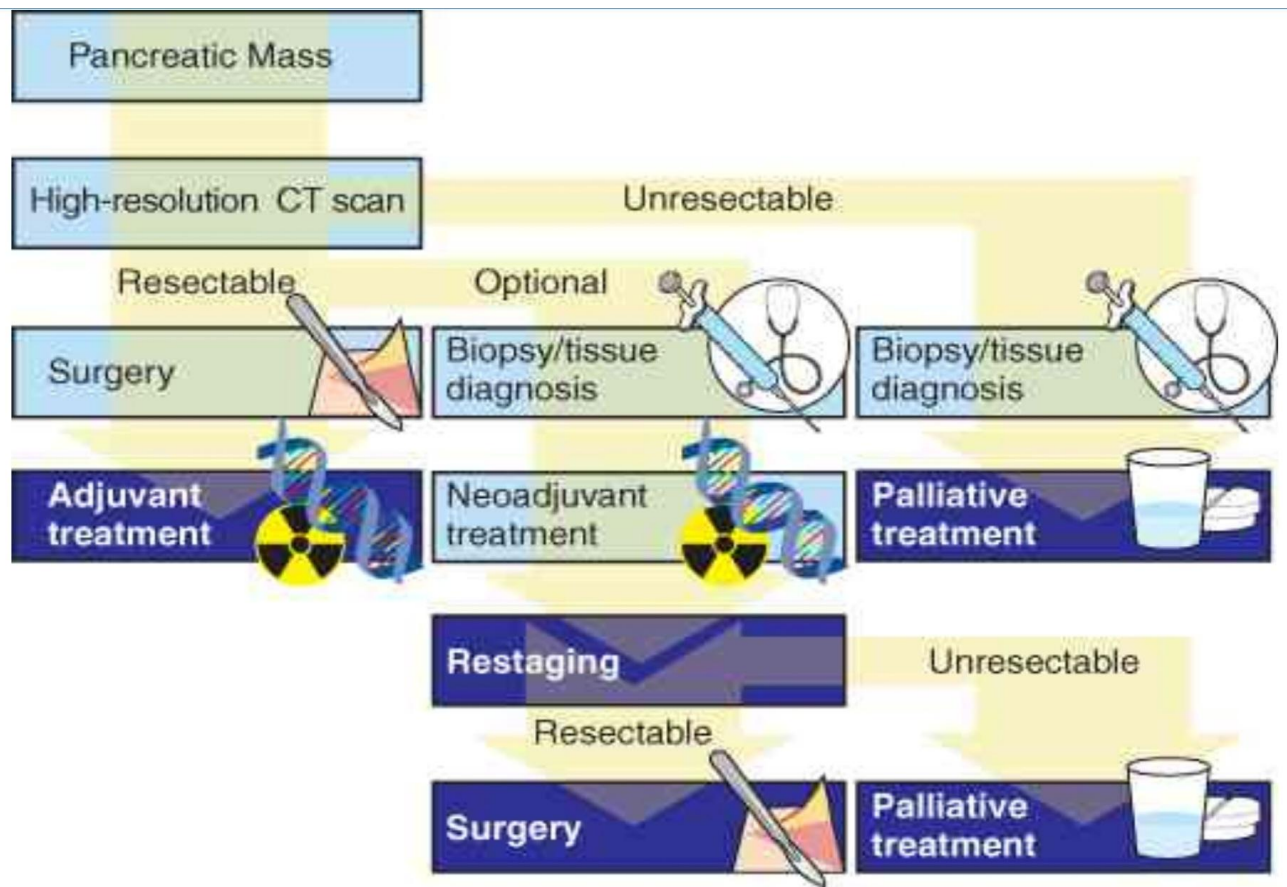 Pancreatic Mass
High-resolution CT scan
Unresectable
Resectable
Optional
Surgery
Biopsy/tissue
diagnosis
Biopsy/tissue
diagnosis
Adjuvant
treatment
Neoadjuvant
treatment
Palliative
treatment
Restaging
Unresectable
Resectable
Surgery
Palliative
treatment